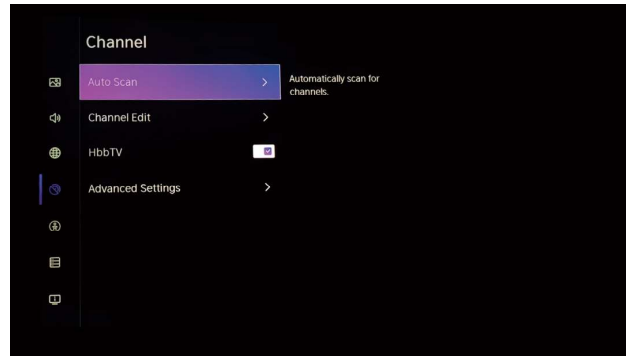 Channel
Auto Scan
Automatically scan for
channels.
Channel Edit
HbbTV
Advanced Settings